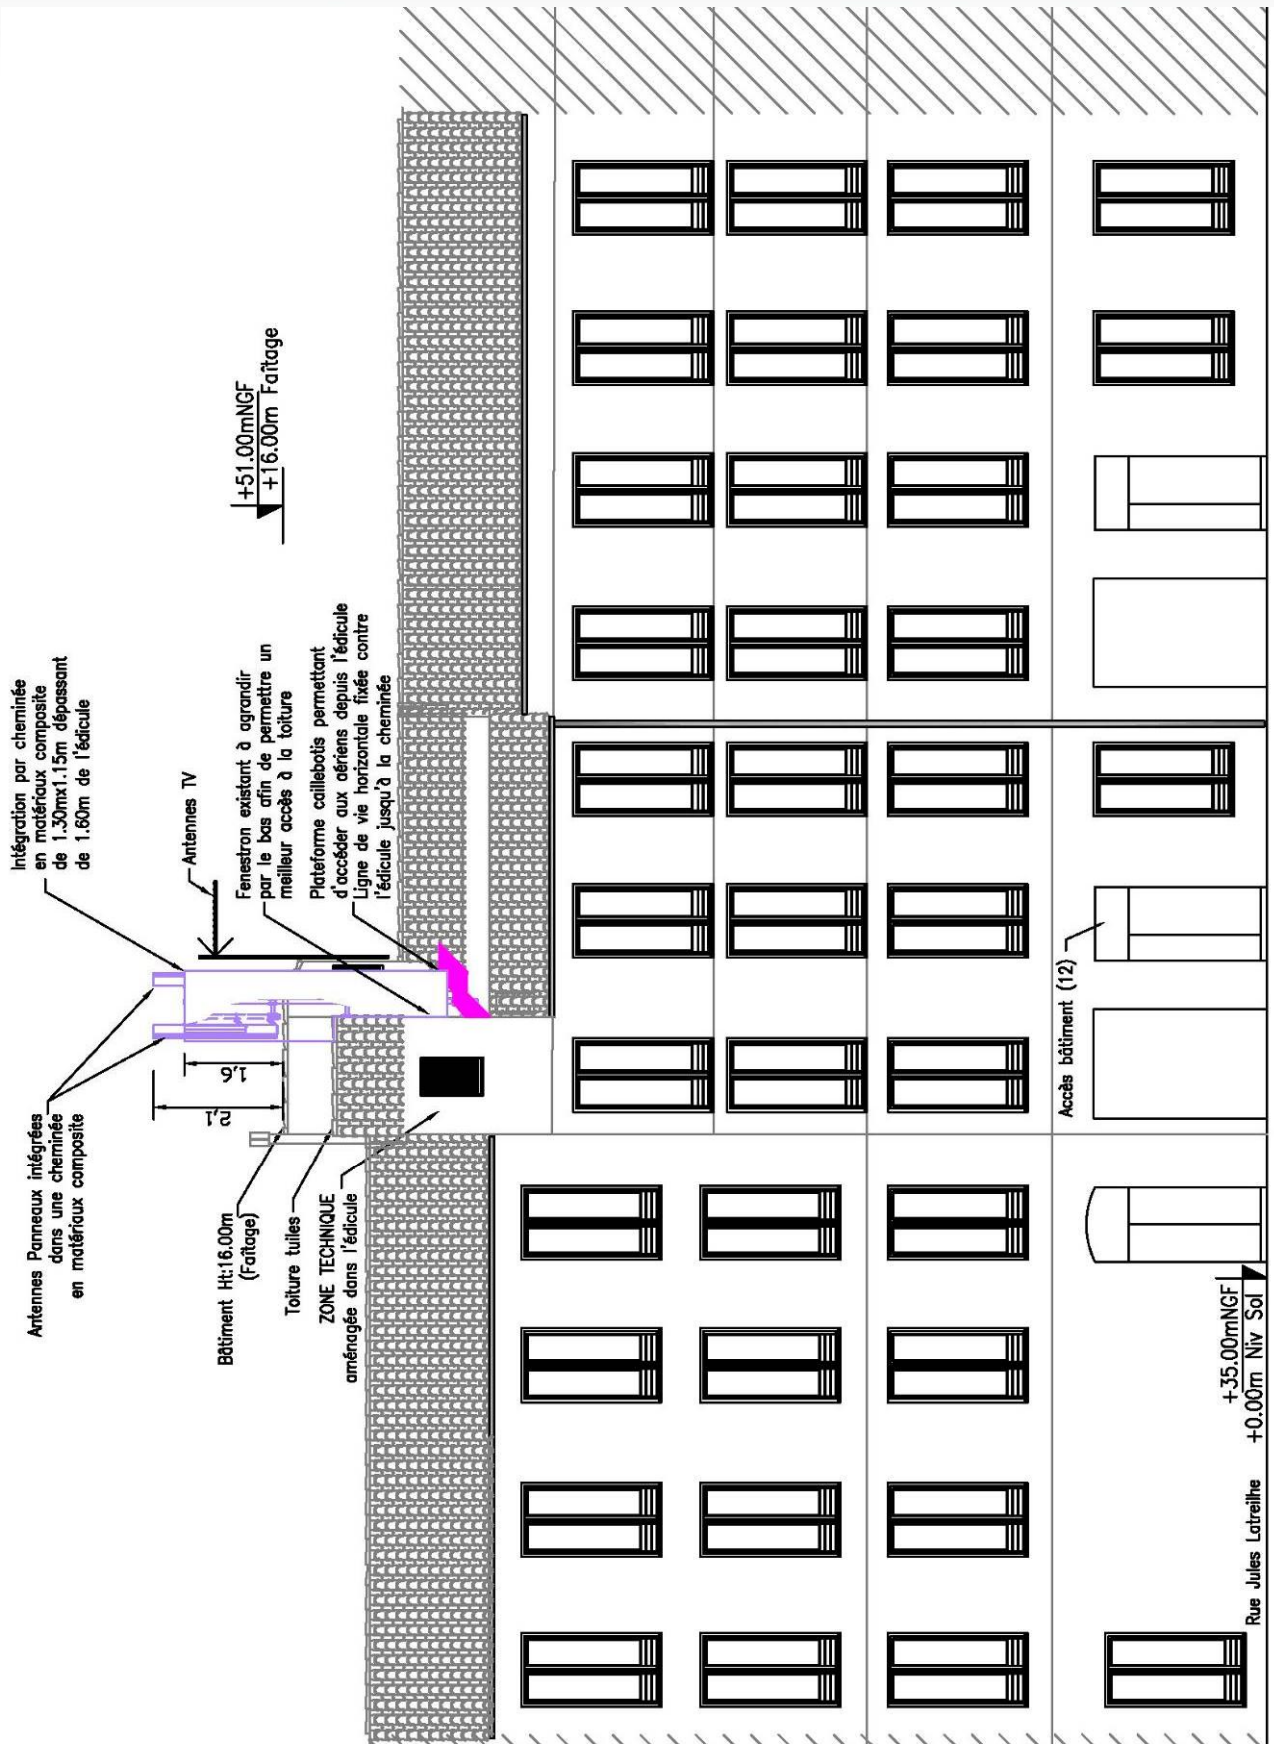 Antennes Panneaux intégrées
dans une cheminée
en matériaux composite
Intégration par cheminée
en matériaux composite
de 1.30mx1.15m dépassant
de 1.60m de l'édicule
Antennes TV
2,1
1,6
+51.00mNGF
+16.00m Faîtage
Bâtiment Ht:16.00m
(Faîtage)
Fenestron existant à agrandir
par le bas afin de permettre un
meilleur accès à la toiture
Toiture tuiles
Plateforme caillebotis permettant
d'accéder aux aériens depuis l'édicule
Ligne de vie horizontale fixée contre
l'édicule jusqu'à la cheminée
ZONE TECHNIQUE
aménagée dans l'édicule
Accès bâtiment (12)
+35.00mNGF
+0.00m Niv Sol
Rue Jules Latreilhe